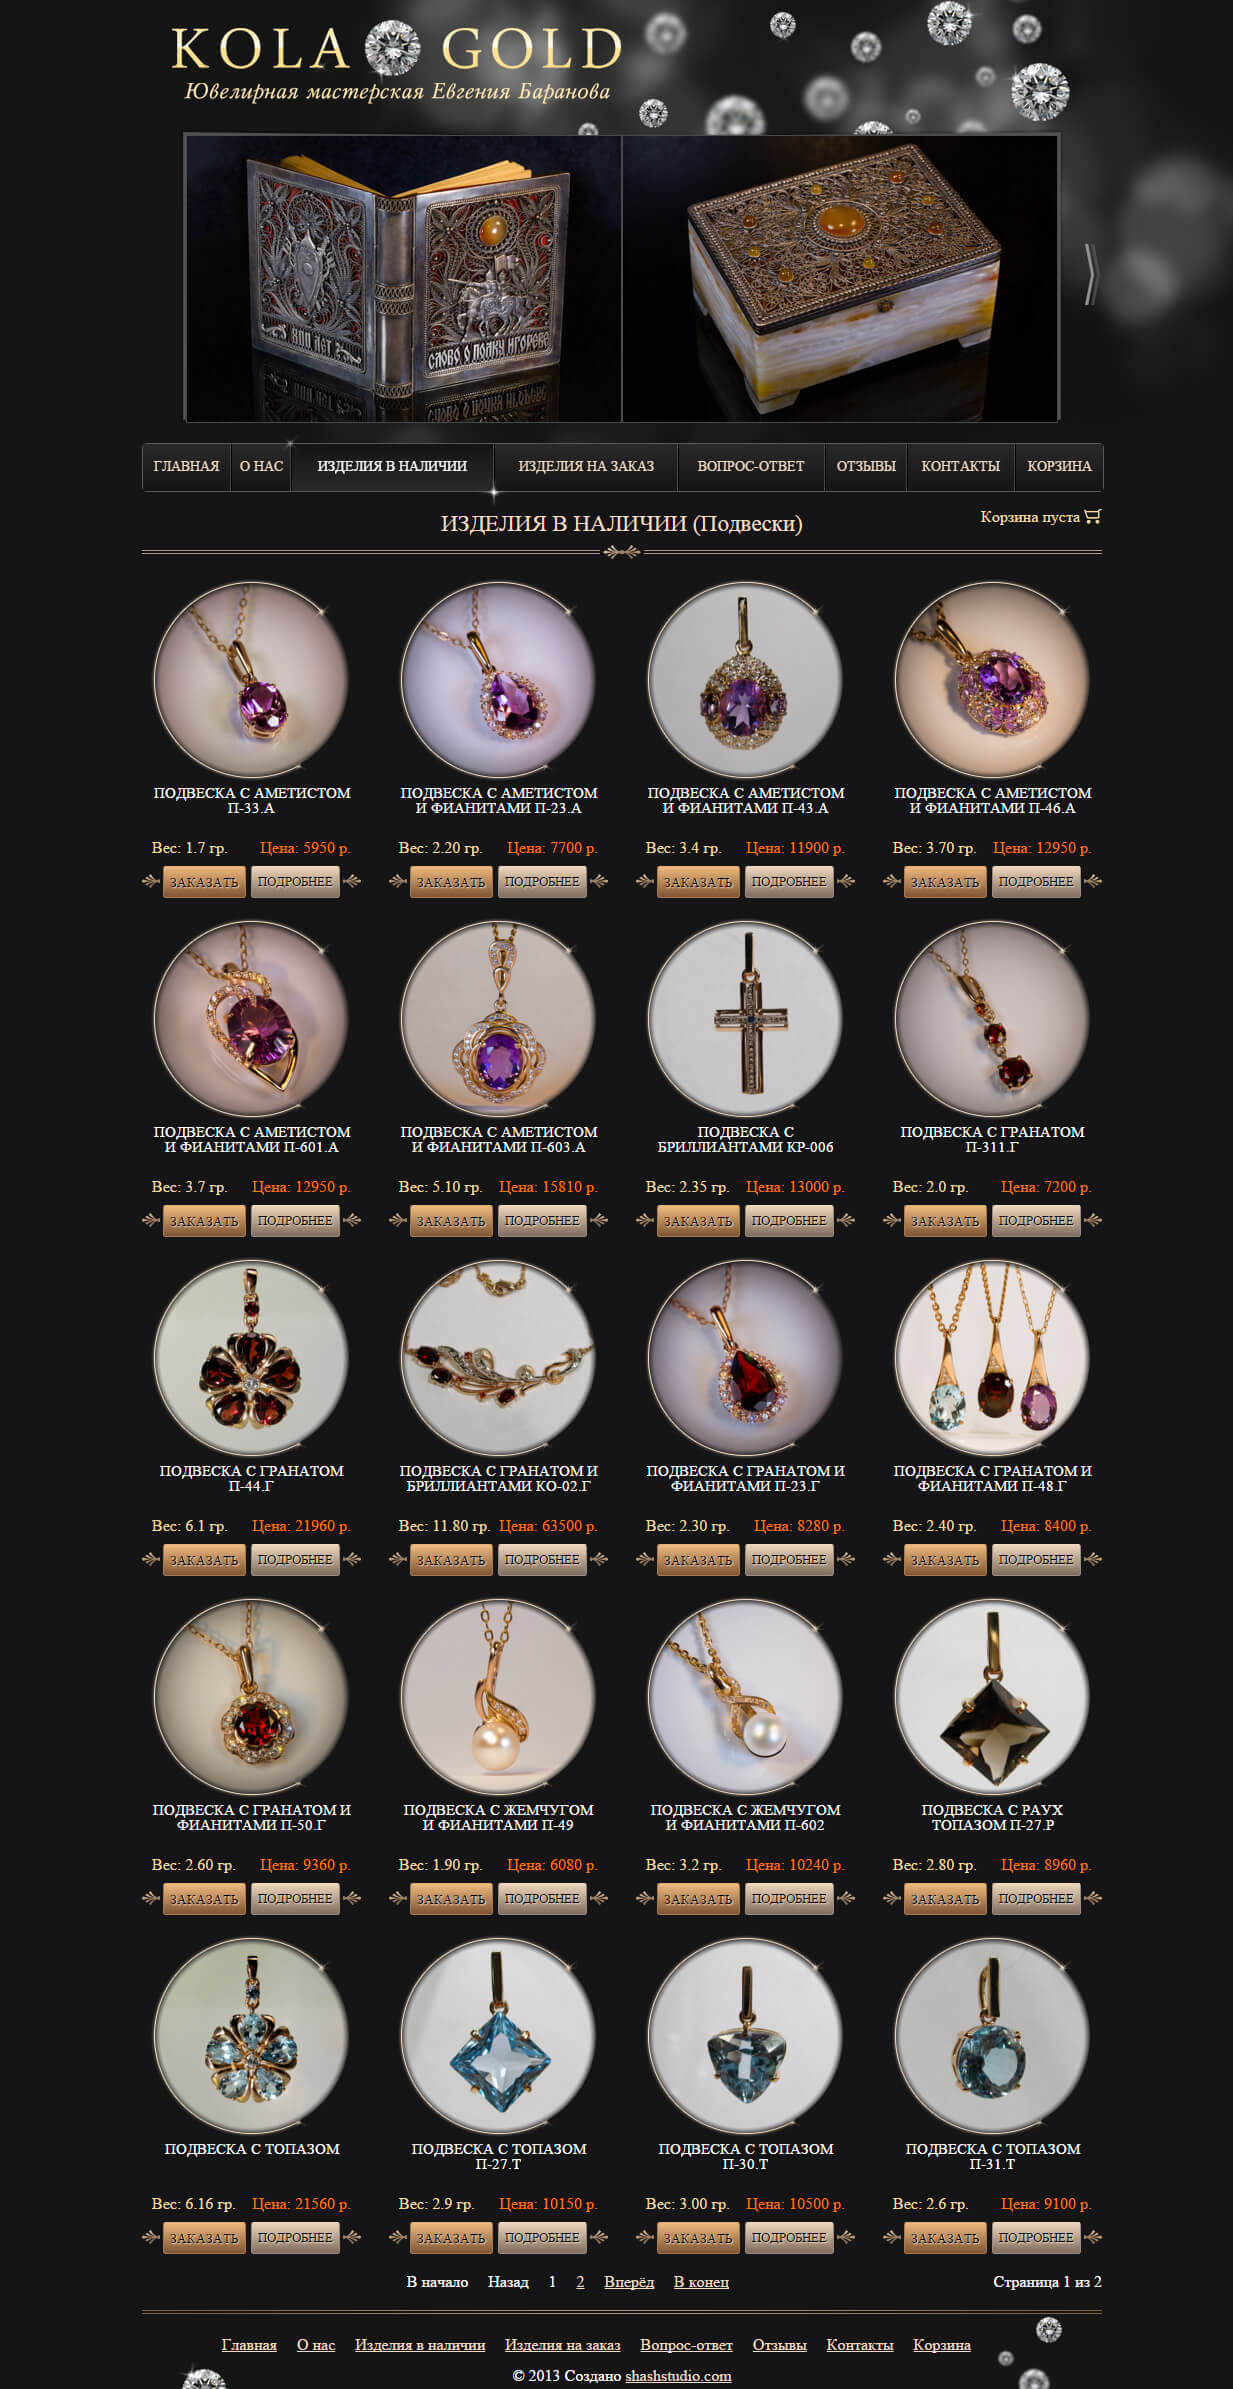 KOLA GOLD
Ювелирная мастерская Евгения Баранова
800 ЛЕТ
СЛОВО О ПОЛКУ ИГОРЕВЕ
ГЛАВНАЯ О НАС ИЗДЕЛИЯ В НАЛИЧИИ ИЗДЕЛИЯ НА ЗАКАЗ ВОПРОС-ОТВЕТ ОТЗЫВЫ КОНТАКТЫ КОРЗИНА
Корзина пуста
ИЗДЕЛИЯ В НАЛИЧИИ (Подвески)
ПОДВЕСКА С АМЕТИСТОМ
П-33.А
Вес: 1.7 гр. Цена: 5950 р.
ЗАКАЗАТЬ ПОДРОБНЕЕ
ПОДВЕСКА С АМЕТИСТОМ
И ФИАНИТАМИ П-23.А
Вес: 2.20 гр. Цена: 7700 р.
ЗАКАЗАТЬ ПОДРОБНЕЕ
ПОДВЕСКА С АМЕТИСТОМ
И ФИАНИТАМИ П-43.А
Вес: 3.4 гр. Цена: 11900 р.
ЗАКАЗАТЬ ПОДРОБНЕЕ
ПОДВЕСКА С АМЕТИСТОМ
И ФИАНИТАМИ П-46.А
Вес: 3.70 гр. Цена: 12950 р.
ЗАКАЗАТЬ ПОДРОБНЕЕ
ПОДВЕСКА С АМЕТИСТОМ
И ФИАНИТАМИ П-601.А
Вес: 3.7 гр. Цена: 12950 р.
ЗАКАЗАТЬ ПОДРОБНЕЕ
ПОДВЕСКА С АМЕТИСТОМ
И ФИАНИТАМИ П-603.А
Вес: 5.10 гр. Цена: 15810 р.
ЗАКАЗАТЬ ПОДРОБНЕЕ
ПОДВЕСКА С
БРИЛЛИАНТАМИ КР-006
Вес: 2.35 гр. Цена: 13000 р.
ЗАКАЗАТЬ ПОДРОБНЕЕ
ПОДВЕСКА С ГРАНАТОМ
П-311.Г
Вес: 2.0 гр. Цена: 7200 р.
ЗАКАЗАТЬ ПОДРОБНЕЕ
ПОДВЕСКА С ГРАНАТОМ
П-44.Г
Вес: 6.1 гр. Цена: 21960 р.
ЗАКАЗАТЬ ПОДРОБНЕЕ
ПОДВЕСКА С ГРАНАТОМ И
БРИЛЛИАНТАМИ КО-02.Г
Вес: 11.80 гр. Цена: 63500 р.
ЗАКАЗАТЬ ПОДРОБНЕЕ
ПОДВЕСКА С ГРАНАТОМ И
ФИАНИТАМИ П-23.Г
Вес: 2.30 гр. Цена: 8280 р.
ЗАКАЗАТЬ ПОДРОБНЕЕ
ПОДВЕСКА С ГРАНАТОМ И
ФИАНИТАМИ П-48.Г
Вес: 2.40 гр. Цена: 8400 р.
ЗАКАЗАТЬ ПОДРОБНЕЕ
ПОДВЕСКА С ГРАНАТОМ И
ФИАНИТАМИ П-50.Г
Вес: 2.60 гр. Цена: 9360 р.
ЗАКАЗАТЬ ПОДРОБНЕЕ
ПОДВЕСКА С ЖЕМЧУГОМ
И ФИАНИТАМИ П-49
Вес: 1.90 гр. Цена: 6080 р.
ЗАКАЗАТЬ ПОДРОБНЕЕ
ПОДВЕСКА С ЖЕМЧУГОМ
И ФИАНИТАМИ П-602
Вес: 3.2 гр. Цена: 10240 р.
ЗАКАЗАТЬ ПОДРОБНЕЕ
ПОДВЕСКА С РАУХ
ТОПАЗОМ П-27.Р
Вес: 2.80 гр. Цена: 8960 р.
ЗАКАЗАТЬ ПОДРОБНЕЕ
ПОДВЕСКА С ТОПАЗОМ
Вес: 6.16 гр. Цена: 21560 р.
ЗАКАЗАТЬ ПОДРОБНЕЕ
ПОДВЕСКА С ТОПАЗОМ
П-27.Т
Вес: 2.9 гр. Цена: 10150 р.
ЗАКАЗАТЬ ПОДРОБНЕЕ
ПОДВЕСКА С ТОПАЗОМ
П-30.Т
Вес: 3.00 гр. Цена: 10500 р.
ЗАКАЗАТЬ ПОДРОБНЕЕ
ПОДВЕСКА С ТОПАЗОМ
П-31.Т
Вес: 2.6 гр. Цена: 9100 р.
ЗАКАЗАТЬ ПОДРОБНЕЕ
В начало Назад 1 2 Вперёд В конец Страница 1 из 2
Главная О нас Изделия в наличии Изделия на заказ Вопрос-ответ Отзывы Контакты Корзина
© 2013 Создано shashstudio.com